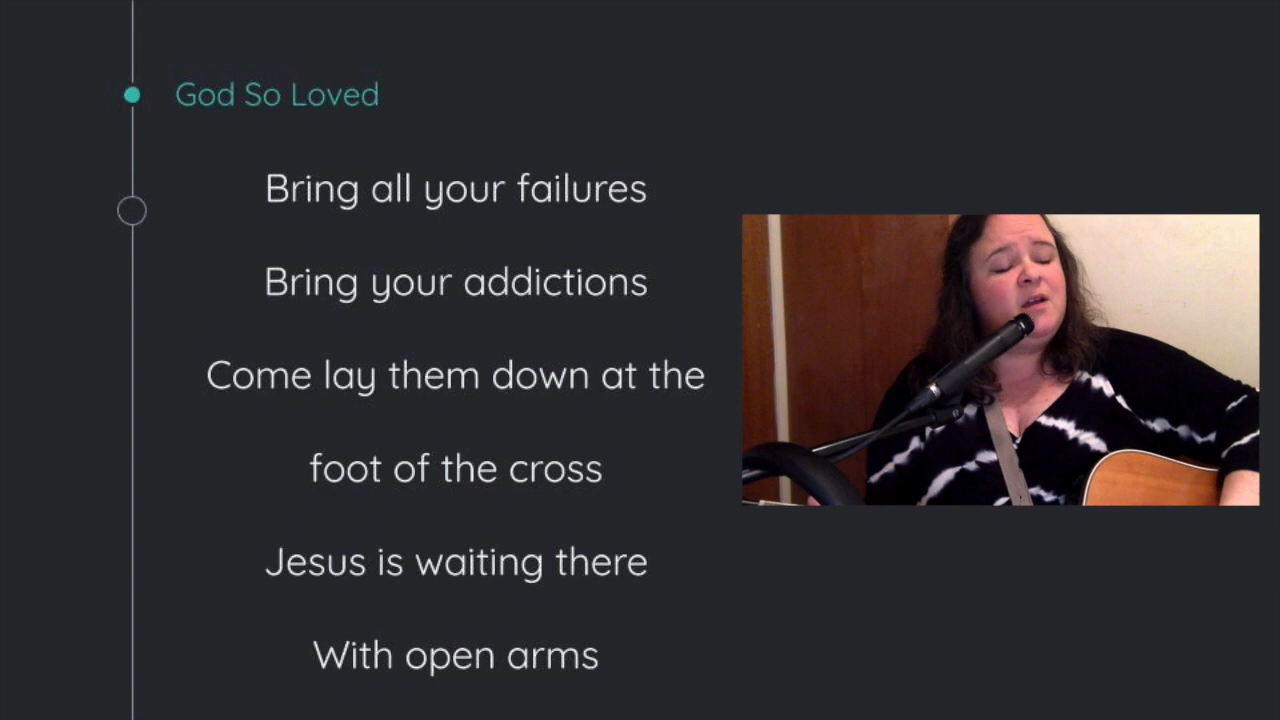 God So Loved
Bring all your failures
Bring your addictions
Come lay them down at the
foot of the cross
Jesus is waiting there
With open arms